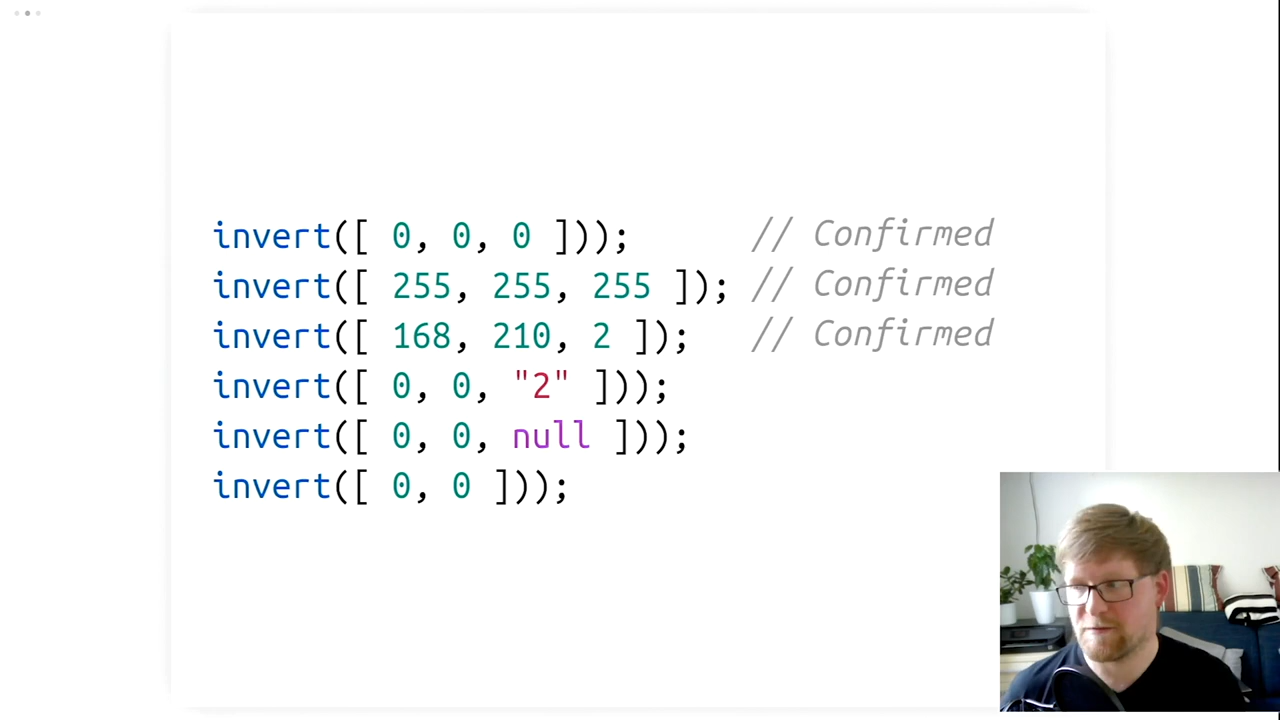 invert([ 0, 0, 0 ])); // Confirmed
invert([ 255, 255, 255 ]); // Confirmed
invert([ 168, 210, 2 ]); // Confirmed
invert([ 0, 0, "2" ]));
invert([ 0, 0, null ]));
invert([ 0, 0 ]));